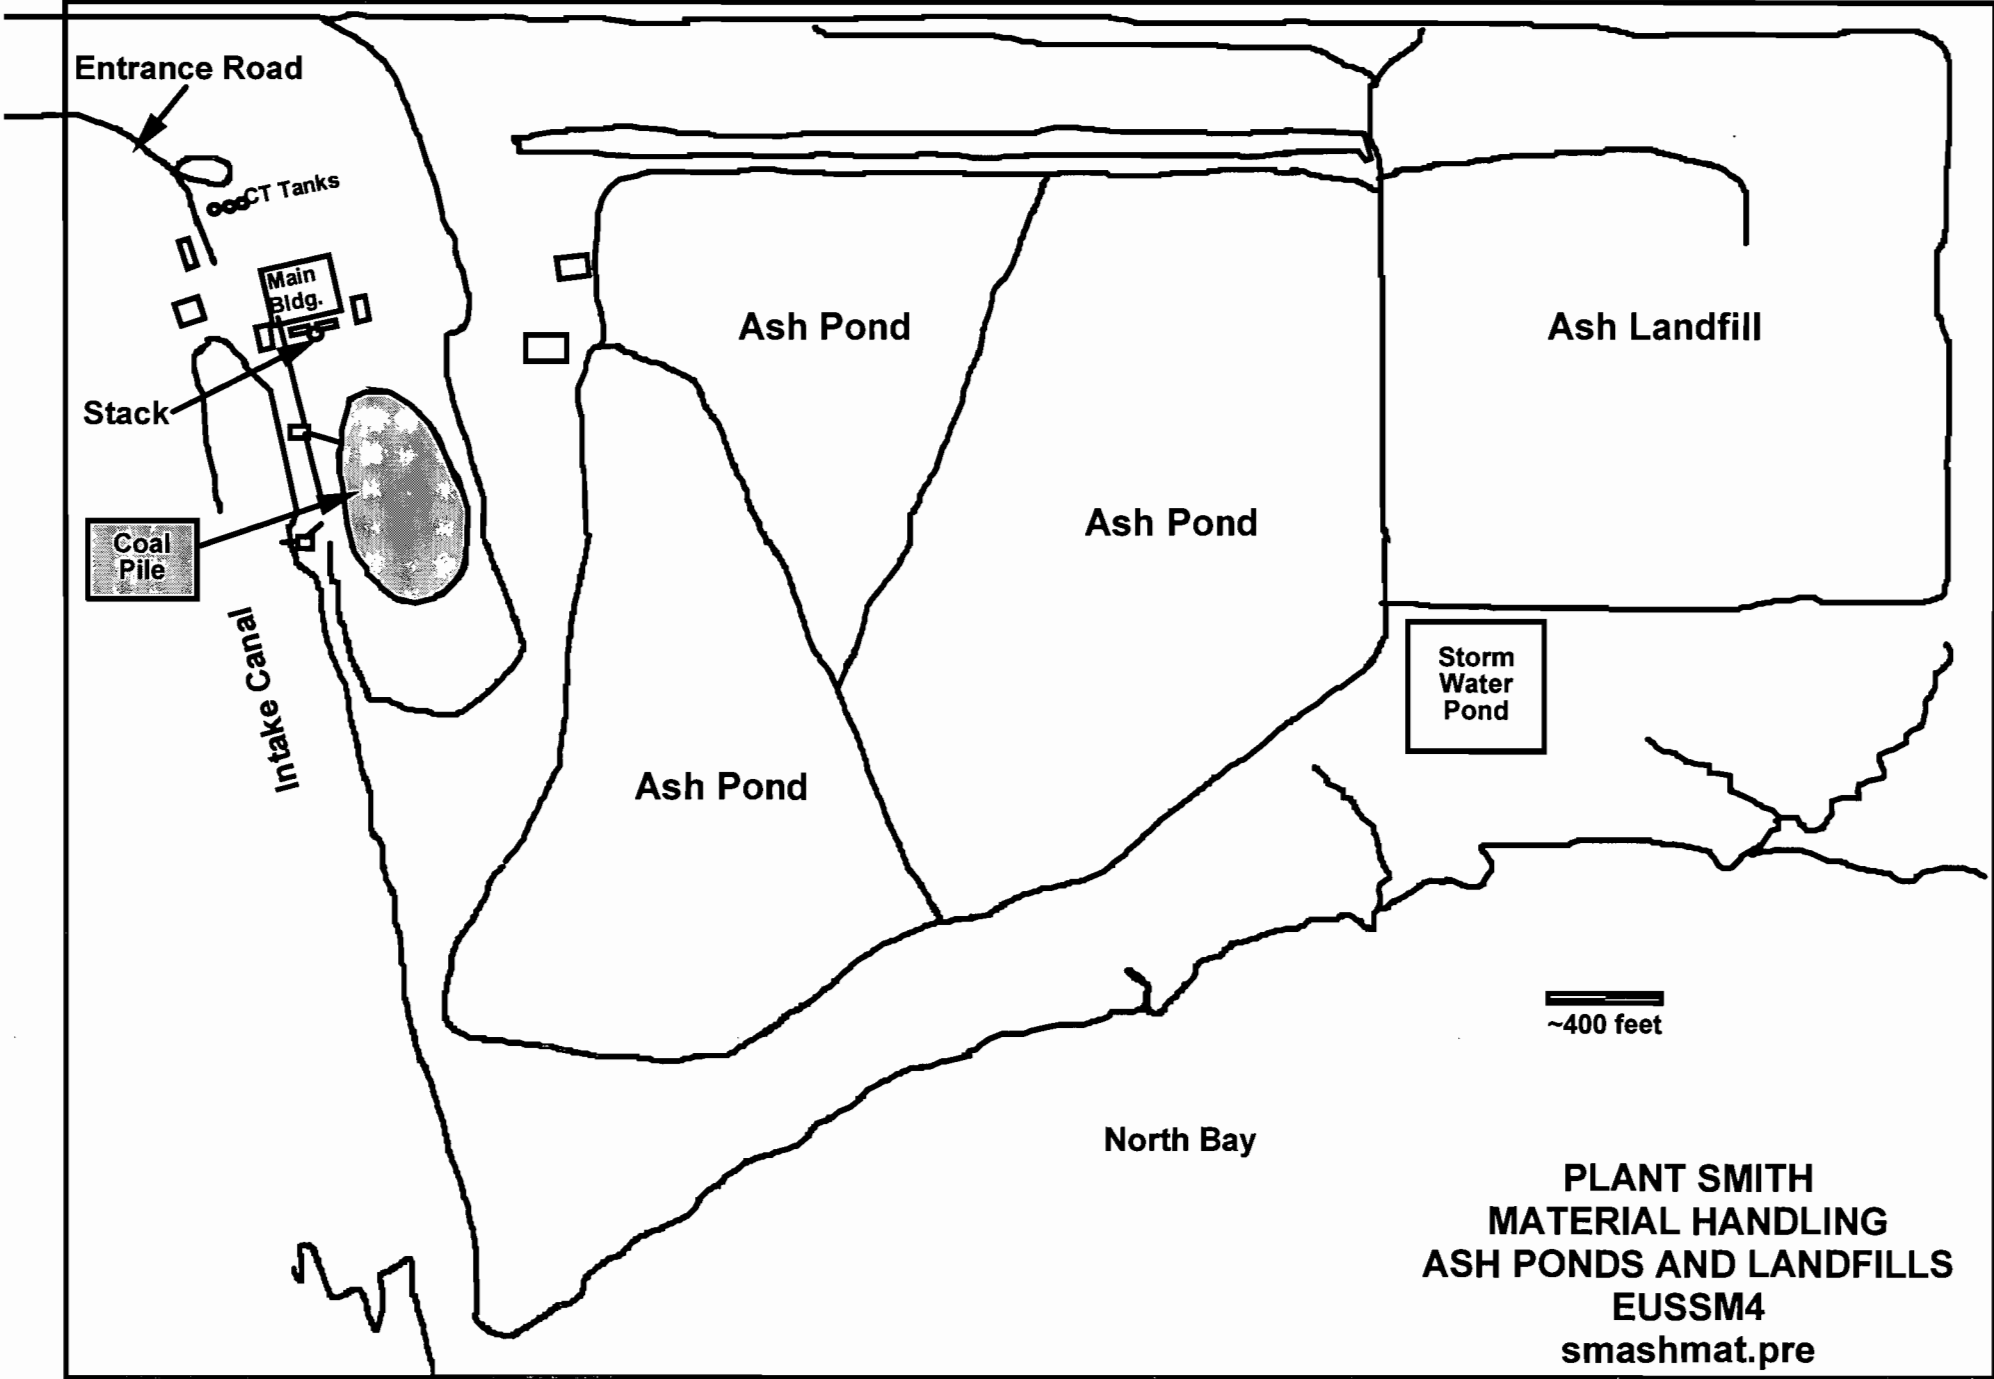 Entrance Road
CT Tanks
Main
Bldg.
Ash Pond
Ash Landfill
Stack
Ash Pond
Coal
Pile
Intake Canal
Storm
Water
Pond
Ash Pond
~400 feet
North Bay
PLANT SMITH
MATERIAL HANDLING
ASH PONDS AND LANDFILLS
EUSSM4
smashmat.pre